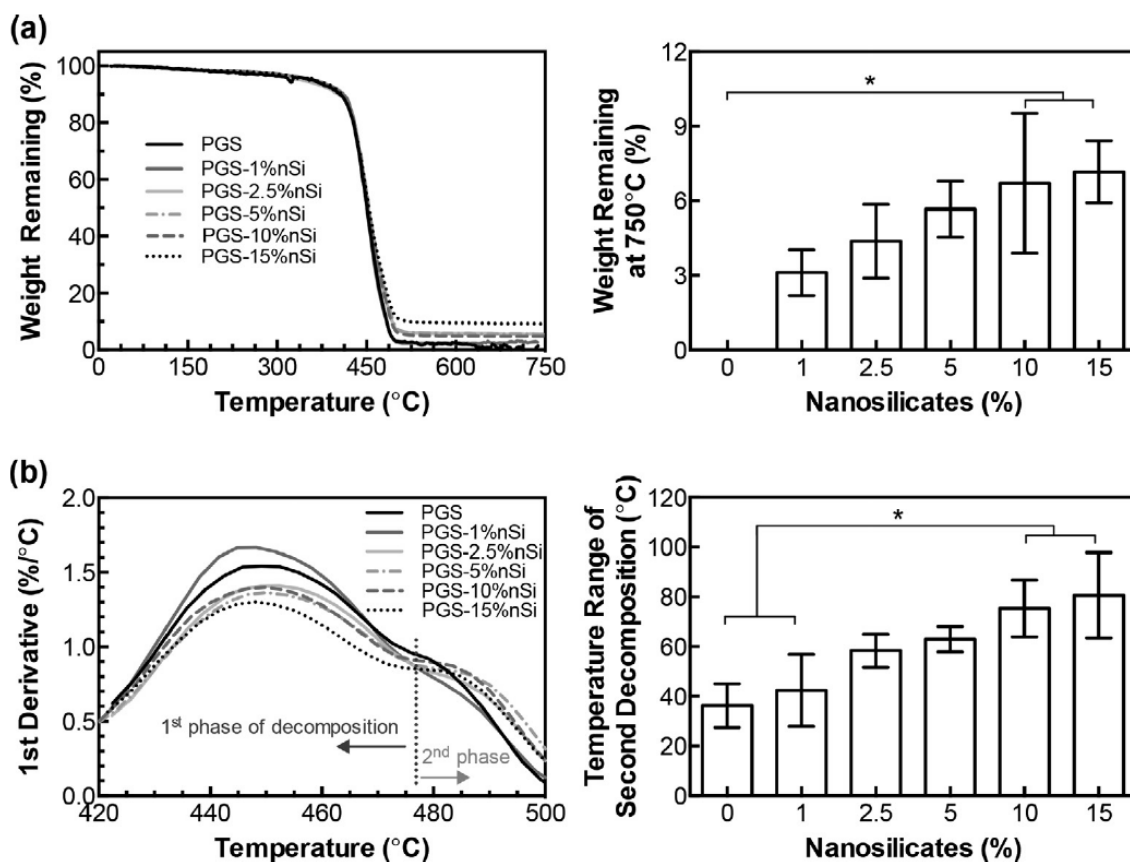 (a)
Weight Remaining (%)
100
80
60
40
20
0
PGS
PGS-1%nSi
PGS-2.5%nSi
PGS-5%nSi
PGS-10%nSi
PGS-15%nSi
0 150 300 450 600 750
Temperature (°C)
Weight Remaining
at 750°C (%)
12
9
6
3
0
*
0 1 2.5 5 10 15
Nanosilicates (%)
(b)
1st Derivative (%/°C)
2.0
1.5
1.0
0.5
0.0
PGS
PGS-1%nSi
PGS-2.5%nSi
PGS-5%nSi
PGS-10%nSi
PGS-15%nSi
1st phase of decomposition
2nd phase
420 440 460 480 500
Temperature (°C)
Temperature Range of
Second Decomposition (°C)
120
100
80
60
40
20
0
*
0 1 2.5 5 10 15
Nanosilicates (%)